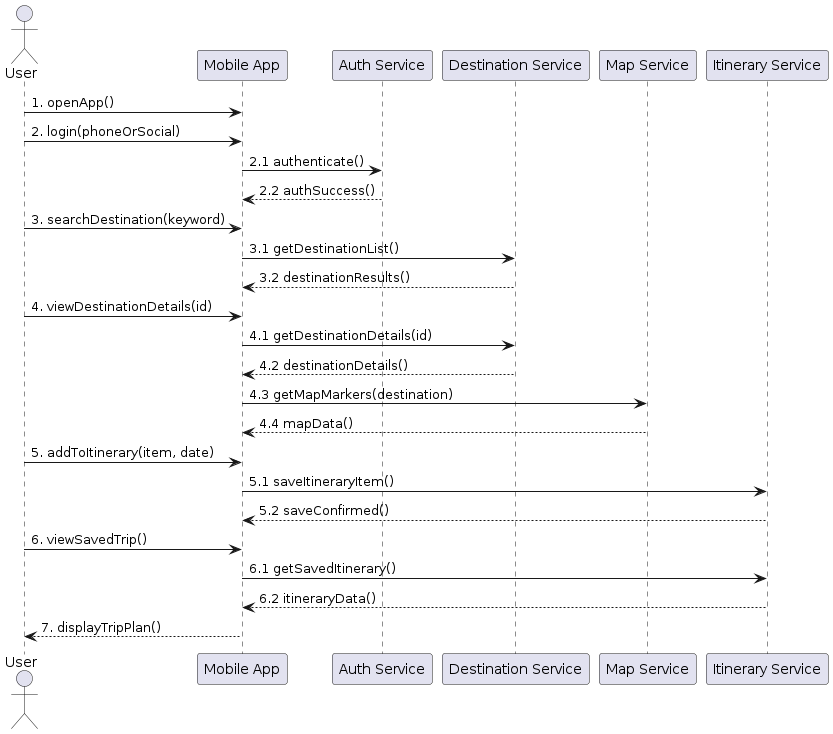 User
Mobile App
Auth Service
Destination Service
Map Service
Itinerary Service
1. openApp()
2. login(phoneOrSocial)
2.1 authenticate()
2.2 authSuccess()
3. searchDestination(keyword)
3.1 getDestinationList()
3.2 destinationResults()
4. viewDestinationDetails(id)
4.1 getDestinationDetails(id)
4.2 destinationDetails()
4.3 getMapMarkers(destination)
4.4 mapData()
5. addToItinerary(item, date)
5.1 saveItineraryItem()
5.2 saveConfirmed()
6. viewSavedTrip()
6.1 getSavedItinerary()
6.2 itineraryData()
7. displayTripPlan()
User
Mobile App
Auth Service
Destination Service
Map Service
Itinerary Service